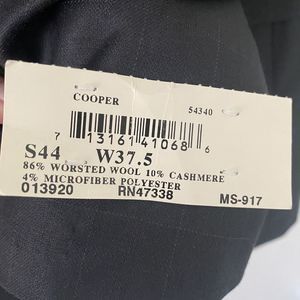 COOPER
54340
7 13161 41068 6
S44 W37.5
86% WORSTED WOOL 10% CASHMERE
4% MICROFIBER POLYESTER
013920 RN47338 MS-917